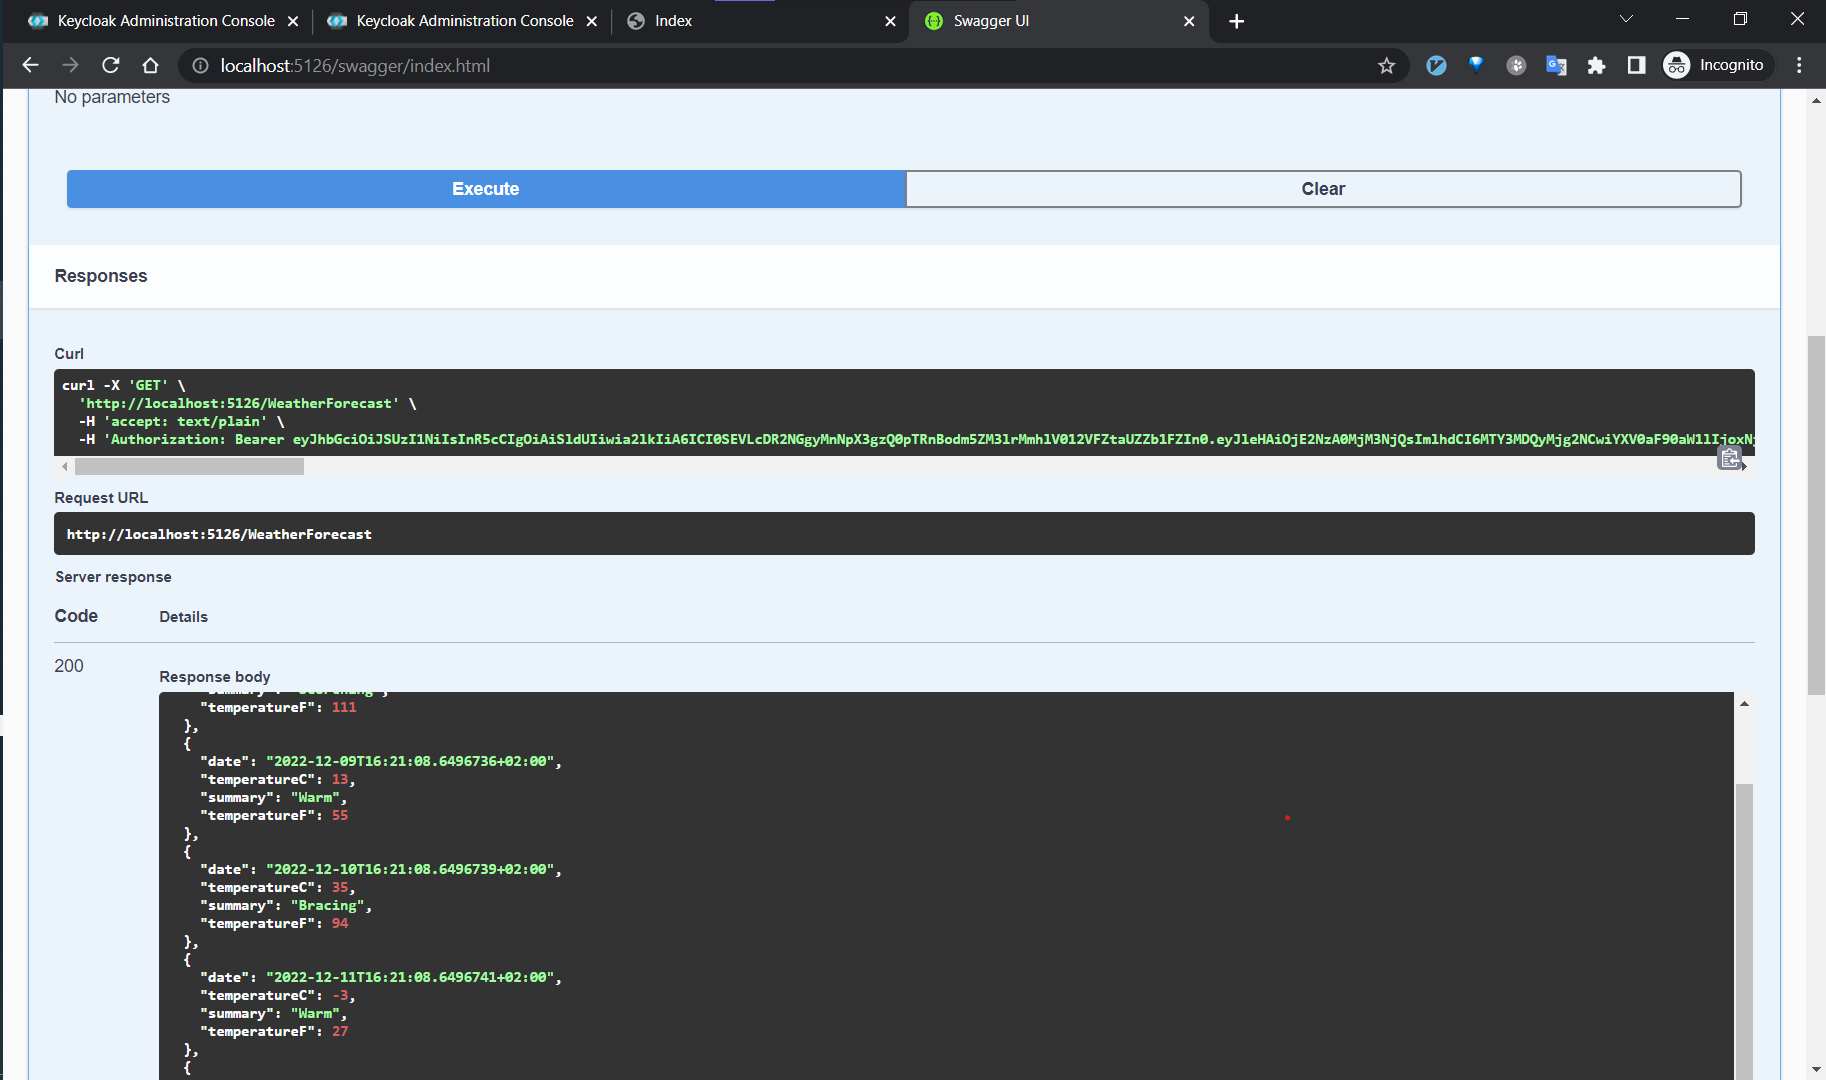 Keycloak Administration Console
Keycloak Administration Console
Index
Swagger UI
localhost:5126/swagger/index.html
Incognito
No parameters
Execute
Clear
Responses
Curl
curl -X 'GET' \
'http://localhost:5126/WeatherForecast' \
-H 'accept: text/plain' \
-H 'Authorization: Bearer
Request URL
http://localhost:5126/WeatherForecast
Server response
Code Details
200
Response body
"summary": "Scorching",
"temperatureF": 111
},
{
"date": "2022-12-09T16:21:08.6496736+02:00",
"temperatureC": 13,
"summary": "Warm",
"temperatureF": 55
},
{
"date": "2022-12-10T16:21:08.6496739+02:00",
"temperatureC": 35,
"summary": "Bracing",
"temperatureF": 94
},
{
"date": "2022-12-11T16:21:08.6496741+02:00",
"temperatureC": -3,
"summary": "Warm",
"temperatureF": 27
},
{